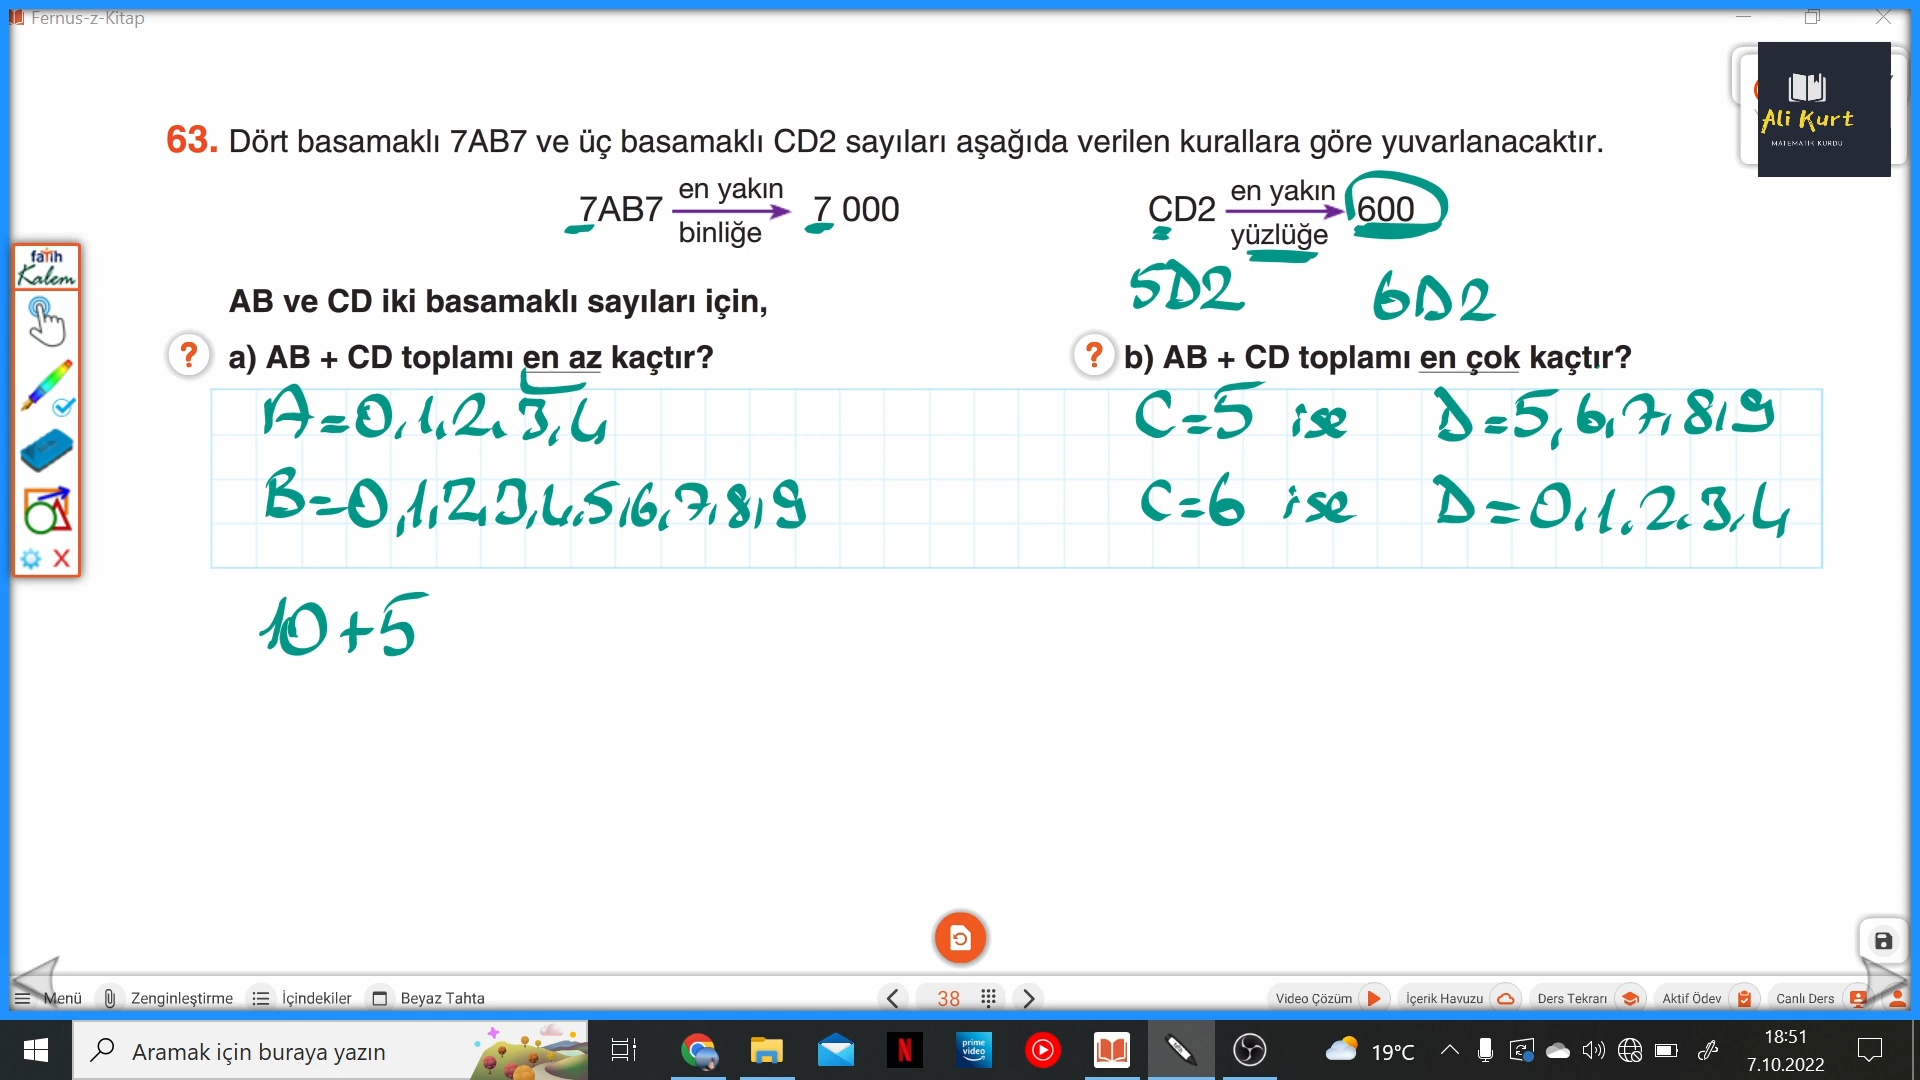 Fernus-z-Kitap
Ali Kurt
MATEMATİK KURDU
63. Dört basamaklı 7AB7 ve üç basamaklı CD2 sayıları aşağıda verilen kurallara göre yuvarlanacaktır.
7AB7 en yakın binliğe 7 000
CD2 en yakın yüzlüğe 600
5D2 6D2
fatih Kalem
AB ve CD iki basamaklı sayıları için,
? a) AB + CD toplamı en az kaçtır?
? b) AB + CD toplamı en çok kaçtır?
A=0,1,2,3,4
B=0,1,2,3,4,5,6,7,8,9
C=5 ise D=5,6,7,8,9
C=6 ise D=0,1,2,3,4
10+5
Menü Zenginleştirme İçindekiler Beyaz Tahta 38 Video Çözüm İçerik Havuzu Ders Tekrarı Aktif Ödev Canlı Ders
Aramak için buraya yazın
N
prime video
19°C
18:51
7.10.2022